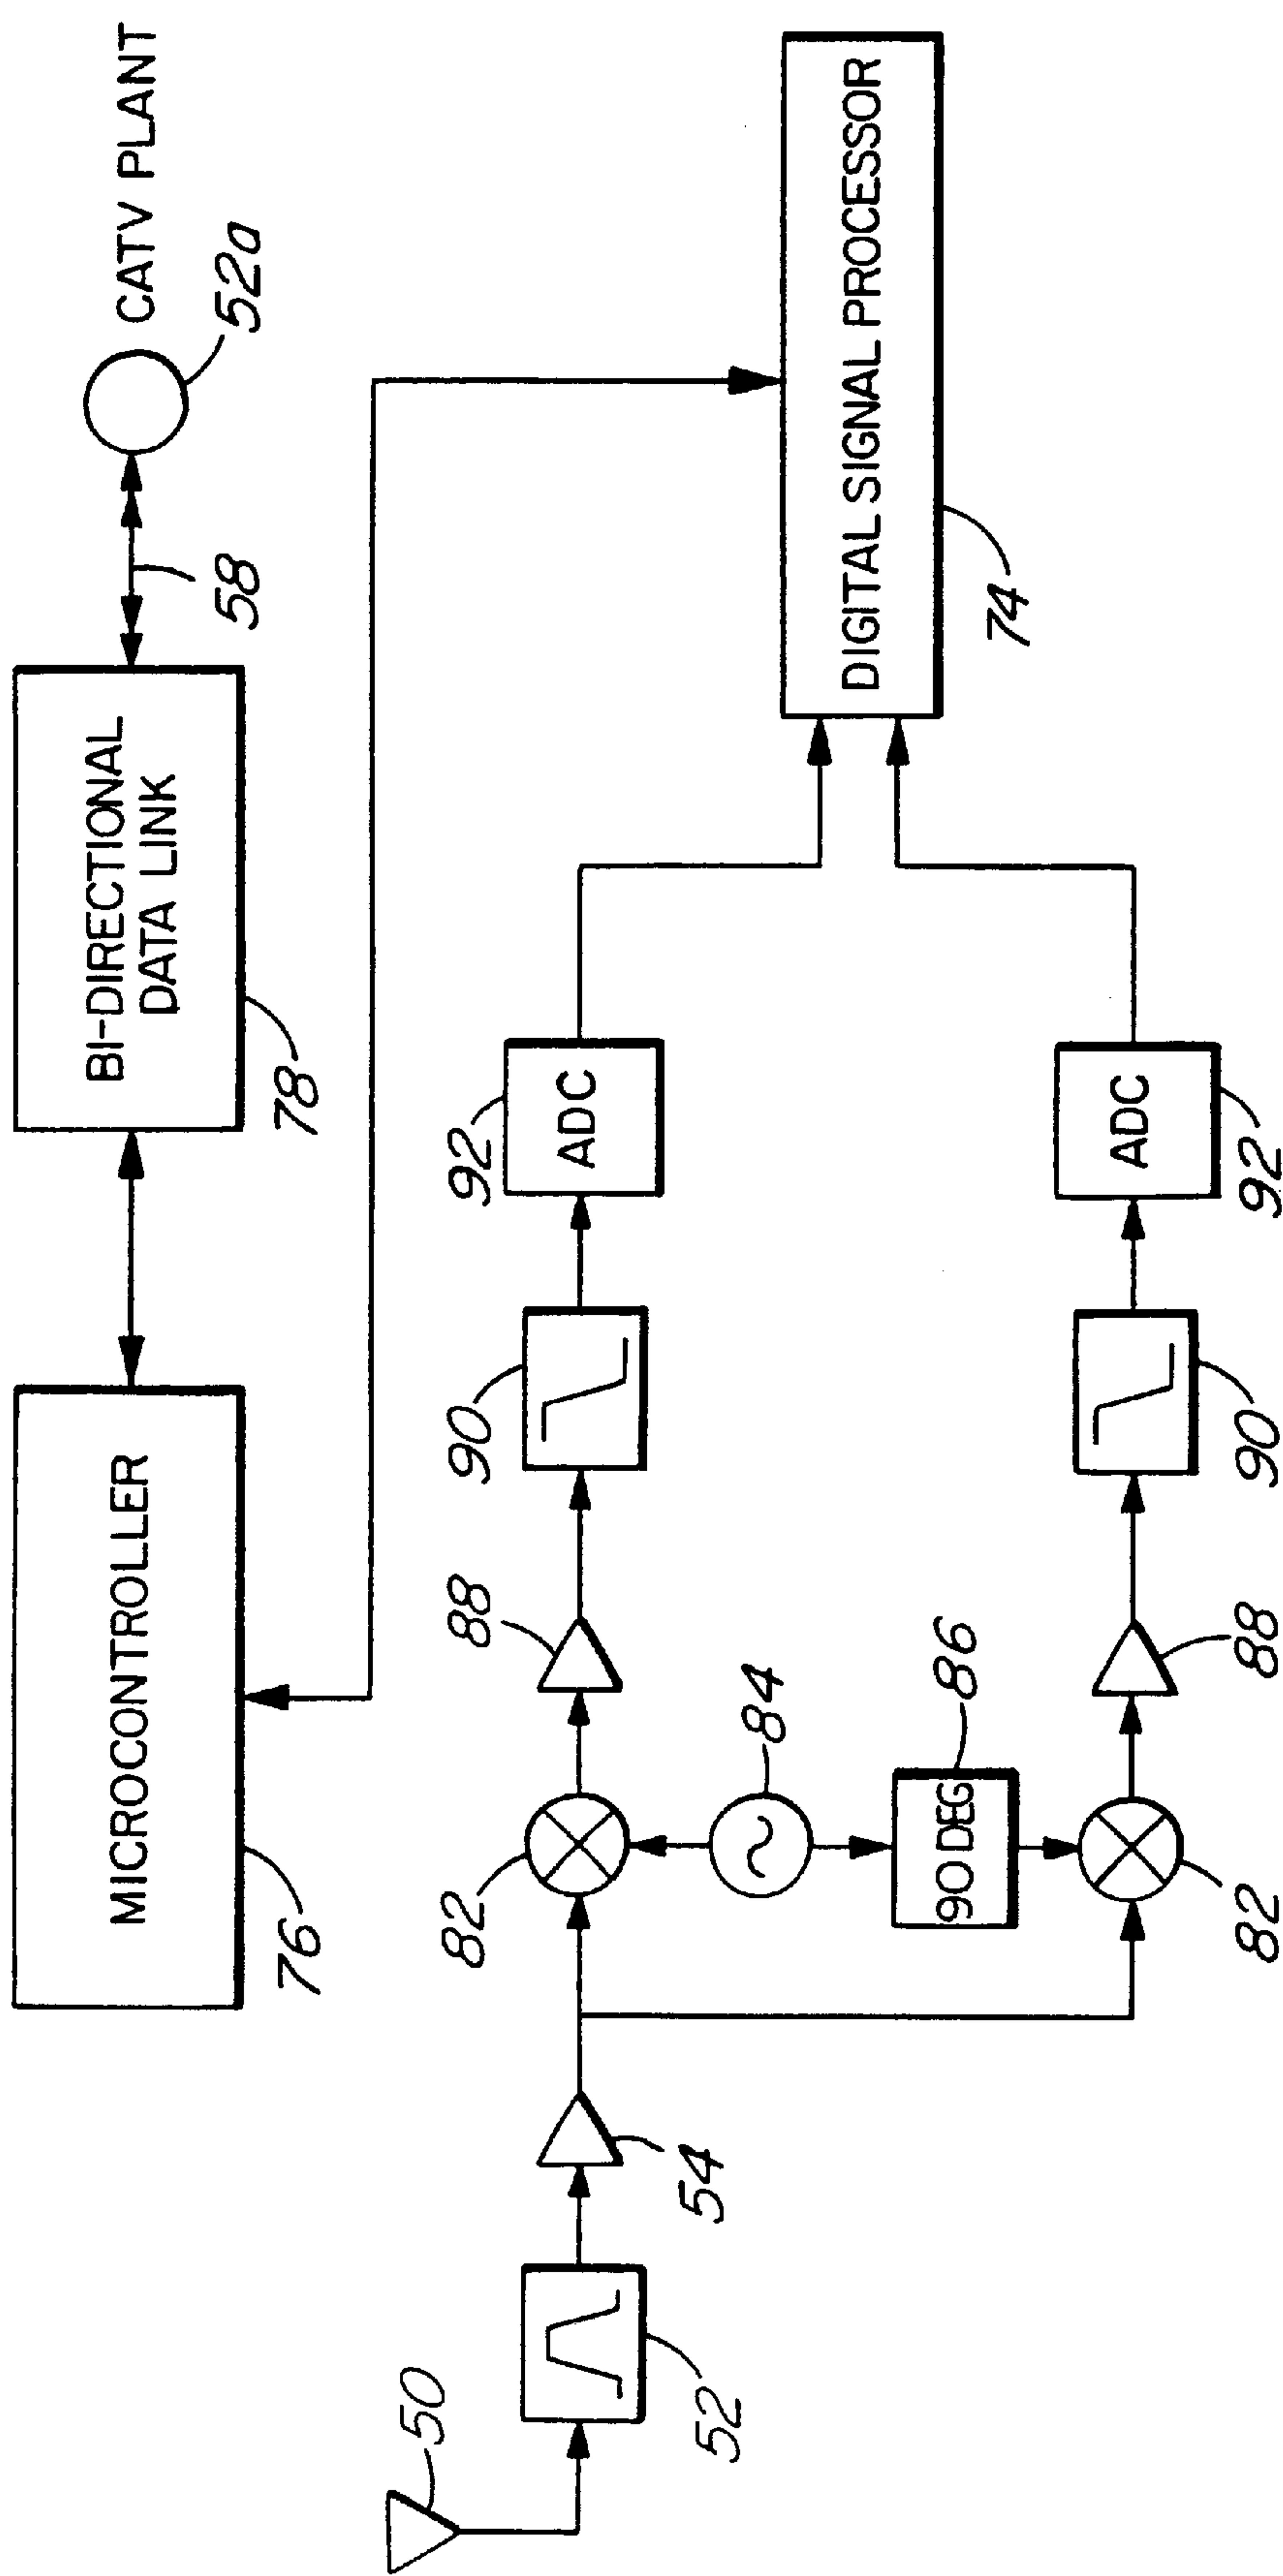 MICROCONTROLLER
76
BI-DIRECTIONAL
DATA LINK
78
58
CATV PLANT
52a
50
52
54
82
88
90
92
ADC
84
90 DEG
86
82
88
90
92
ADC
DIGITAL SIGNAL PROCESSOR
74